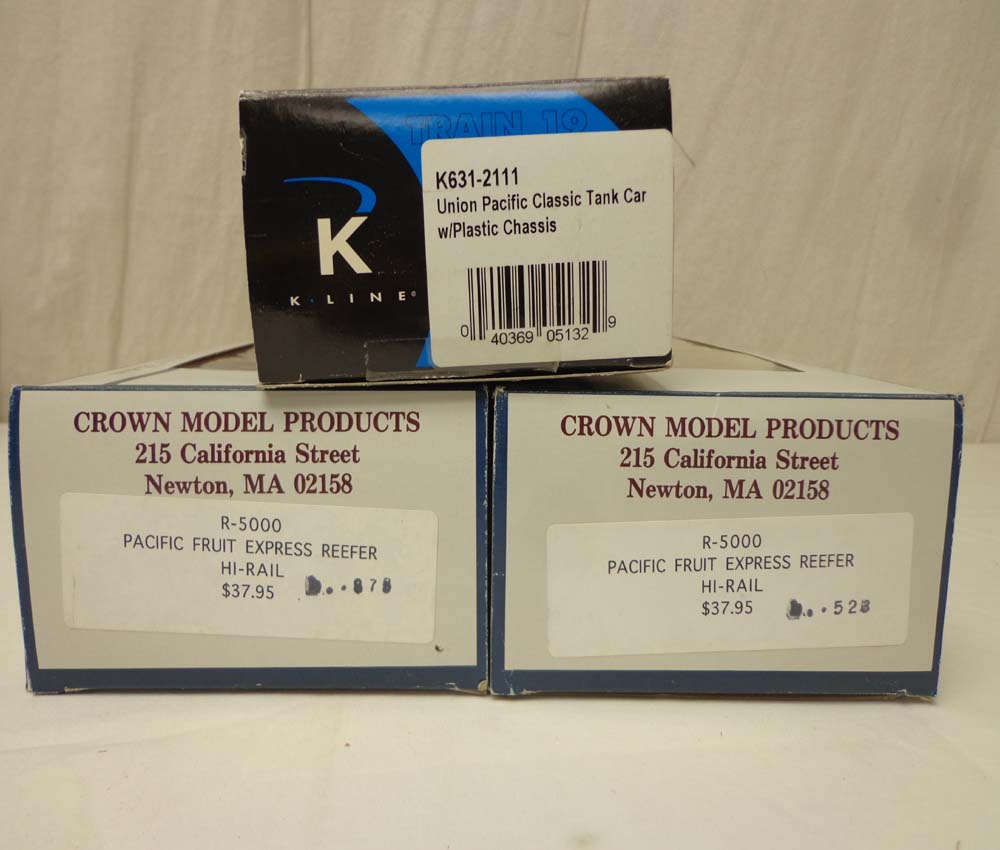 TRAIN 19
K
K·LINE®
K631-2111
Union Pacific Classic Tank Car
w/Plastic Chassis
0 40369 05132 9
CROWN MODEL PRODUCTS
215 California Street
Newton, MA 02158
R-5000
PACIFIC FRUIT EXPRESS REEFER
HI-RAIL
$37.95
CROWN MODEL PRODUCTS
215 California Street
Newton, MA 02158
R-5000
PACIFIC FRUIT EXPRESS REEFER
HI-RAIL
$37.95